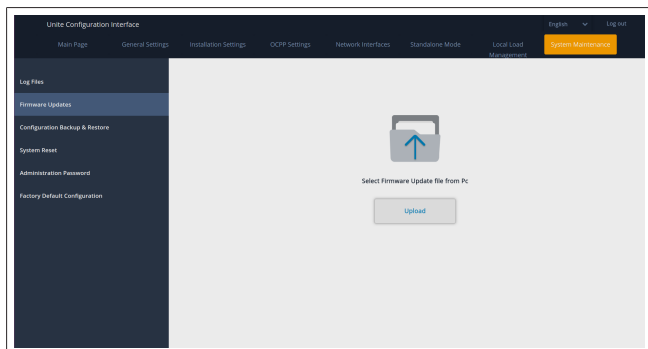 Unite Configuration Interface
English
Log out
Main Page
General Settings
Installation Settings
OCPP Settings
Network Interfaces
Standalone Mode
Local Load
Management
System Maintenance
Log Files
Firmware Updates
Configuration Backup & Restore
System Reset
Administration Password
Factory Default Configuration
Select Firmware Update file from Pc
Upload